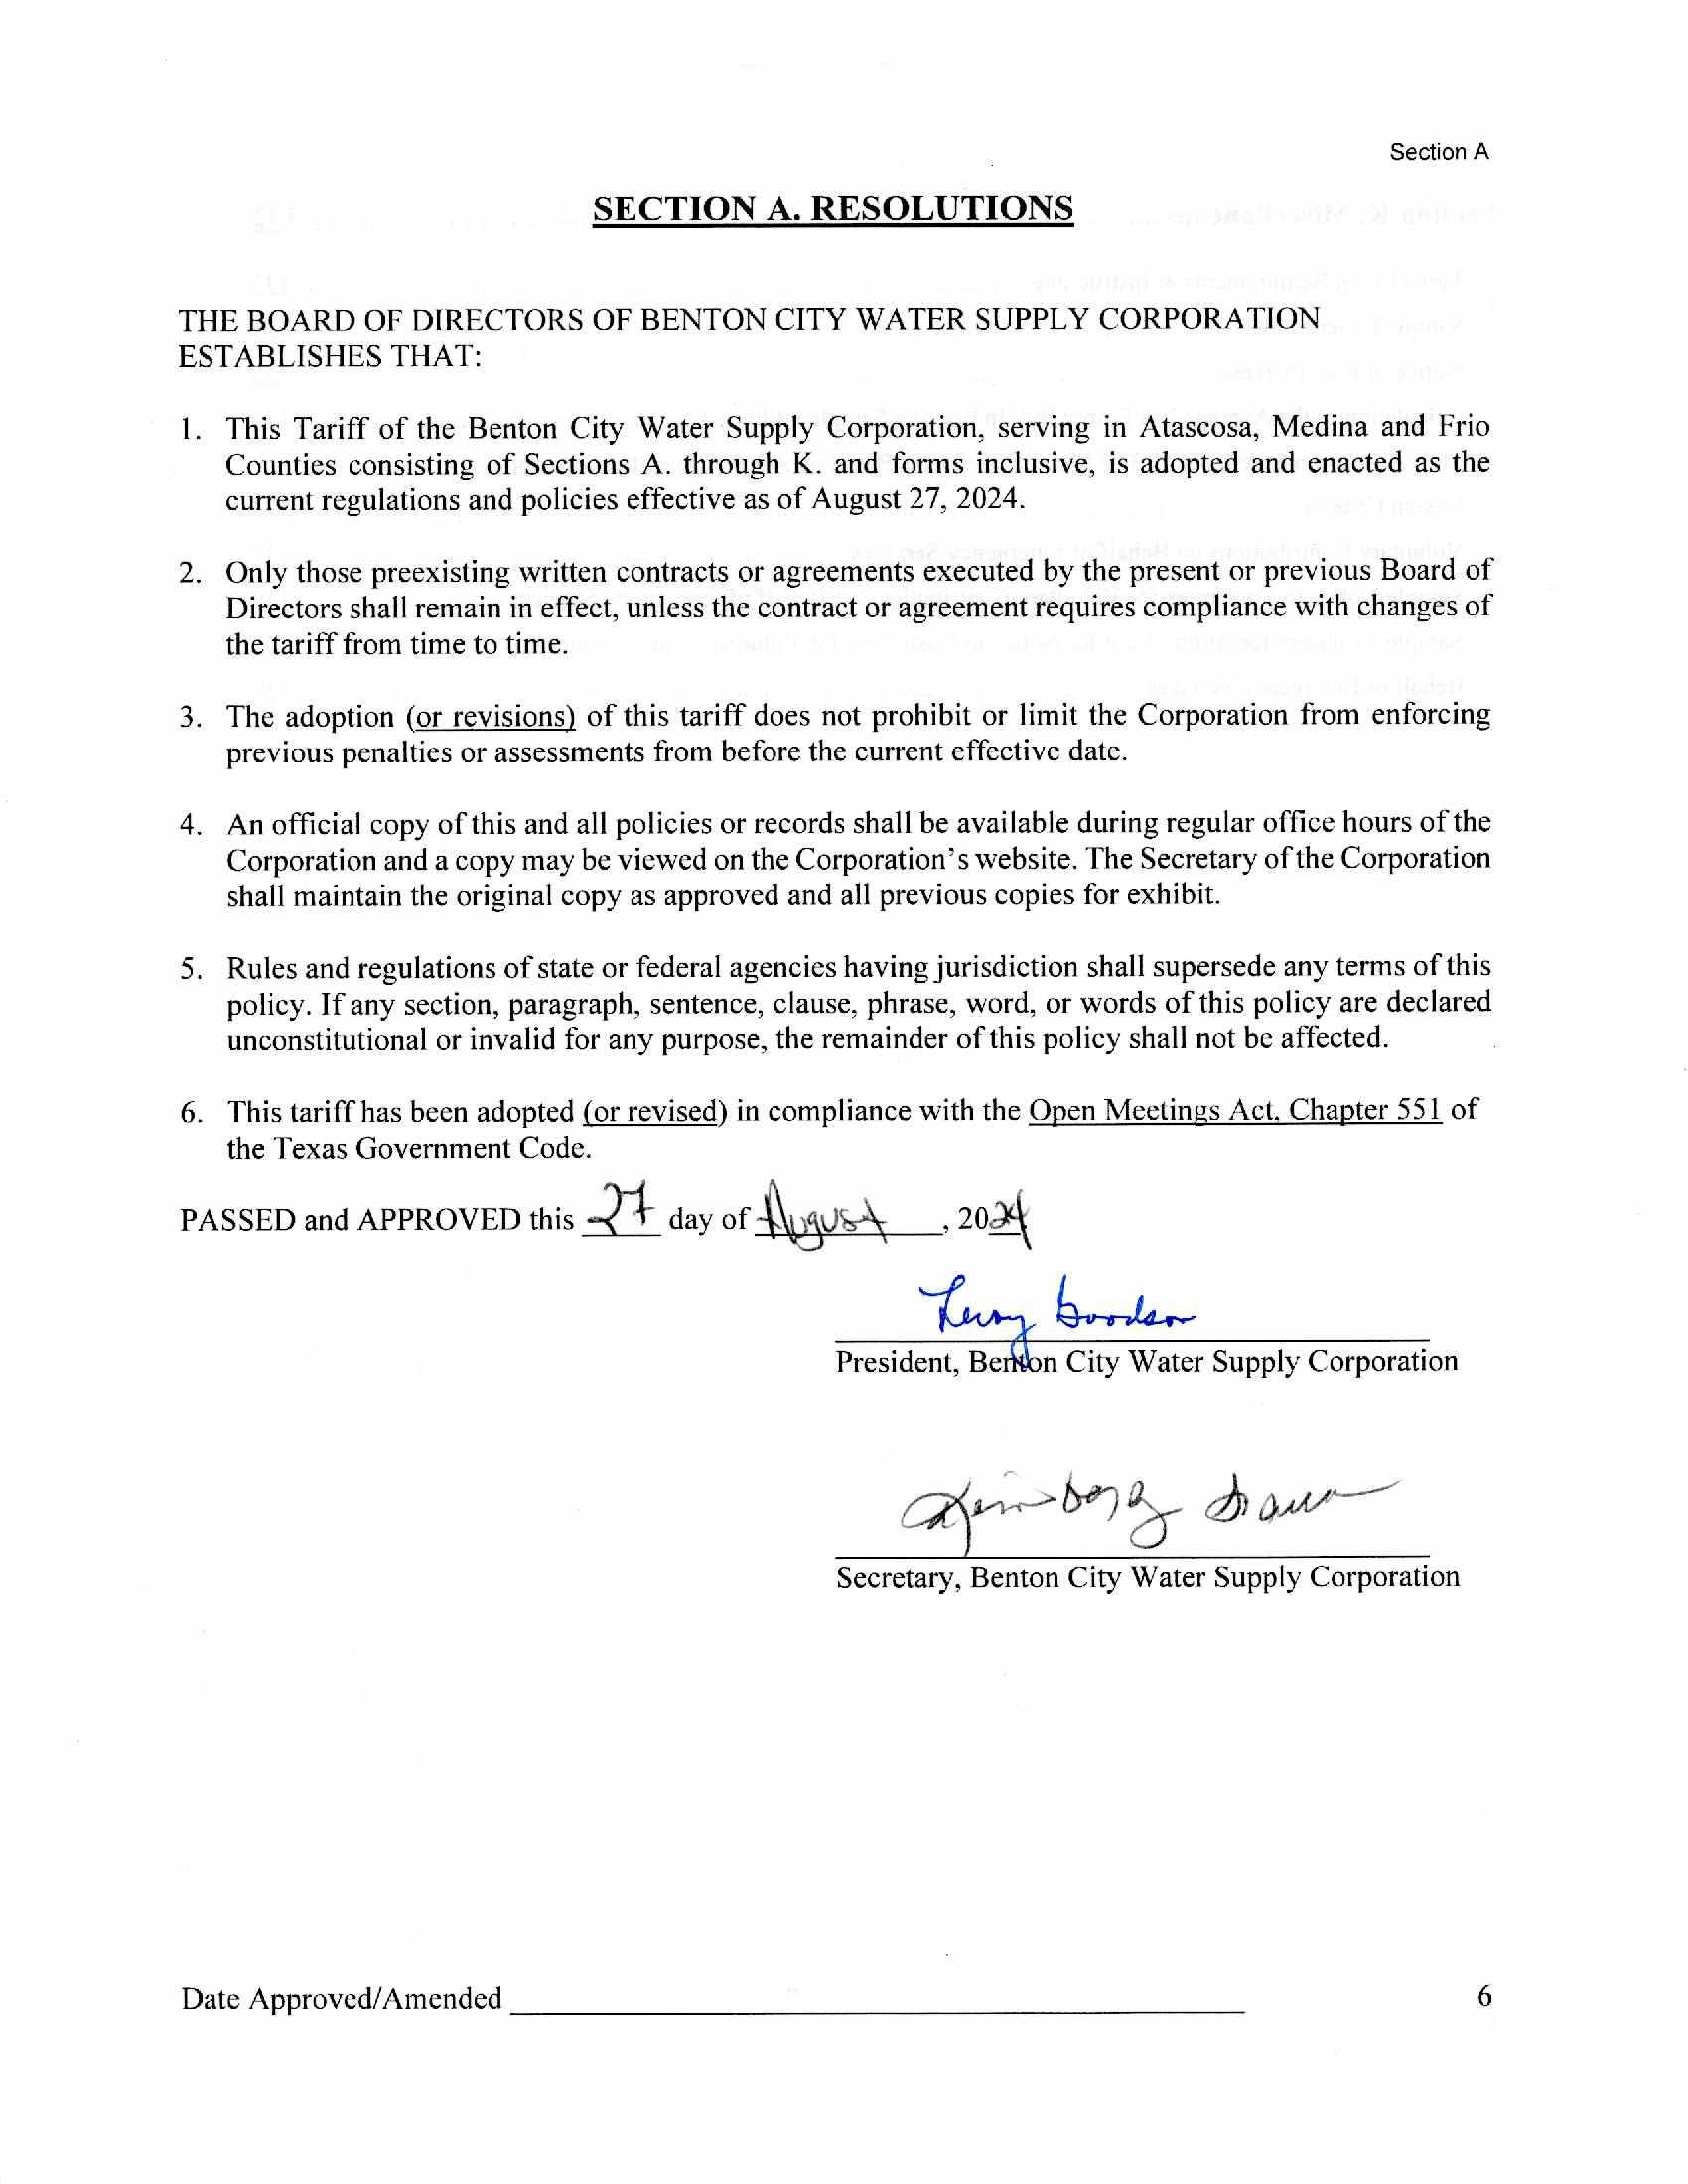 Section A
SECTION A. RESOLUTIONS
THE BOARD OF DIRECTORS OF BENTON CITY WATER SUPPLY CORPORATION
ESTABLISHES THAT:
1. This Tariff of the Benton City Water Supply Corporation, serving in Atascosa, Medina and Frio
Counties consisting of Sections A. through K. and forms inclusive, is adopted and enacted as the
current regulations and policies effective as of August 27, 2024.
2. Only those preexisting written contracts or agreements executed by the present or previous Board of
Directors shall remain in effect, unless the contract or agreement requires compliance with changes of
the tariff from time to time.
3. The adoption (or revisions) of this tariff does not prohibit or limit the Corporation from enforcing
previous penalties or assessments from before the current effective date.
4. An official copy of this and all policies or records shall be available during regular office hours of the
Corporation and a copy may be viewed on the Corporation's website. The Secretary of the Corporation
shall maintain the original copy as approved and all previous copies for exhibit.
5. Rules and regulations of state or federal agencies having jurisdiction shall supersede any terms of this
policy. If any section, paragraph, sentence, clause, phrase, word, or words of this policy are declared
unconstitutional or invalid for any purpose, the remainder of this policy shall not be affected.
6. This tariff has been adopted (or revised) in compliance with the Open Meetings Act, Chapter 551 of
the Texas Government Code.
PASSED and APPROVED this 27 day of August, 2024
Leroy Goodson
President, Benton City Water Supply Corporation
Secretary, Benton City Water Supply Corporation
Date Approved/Amended
6